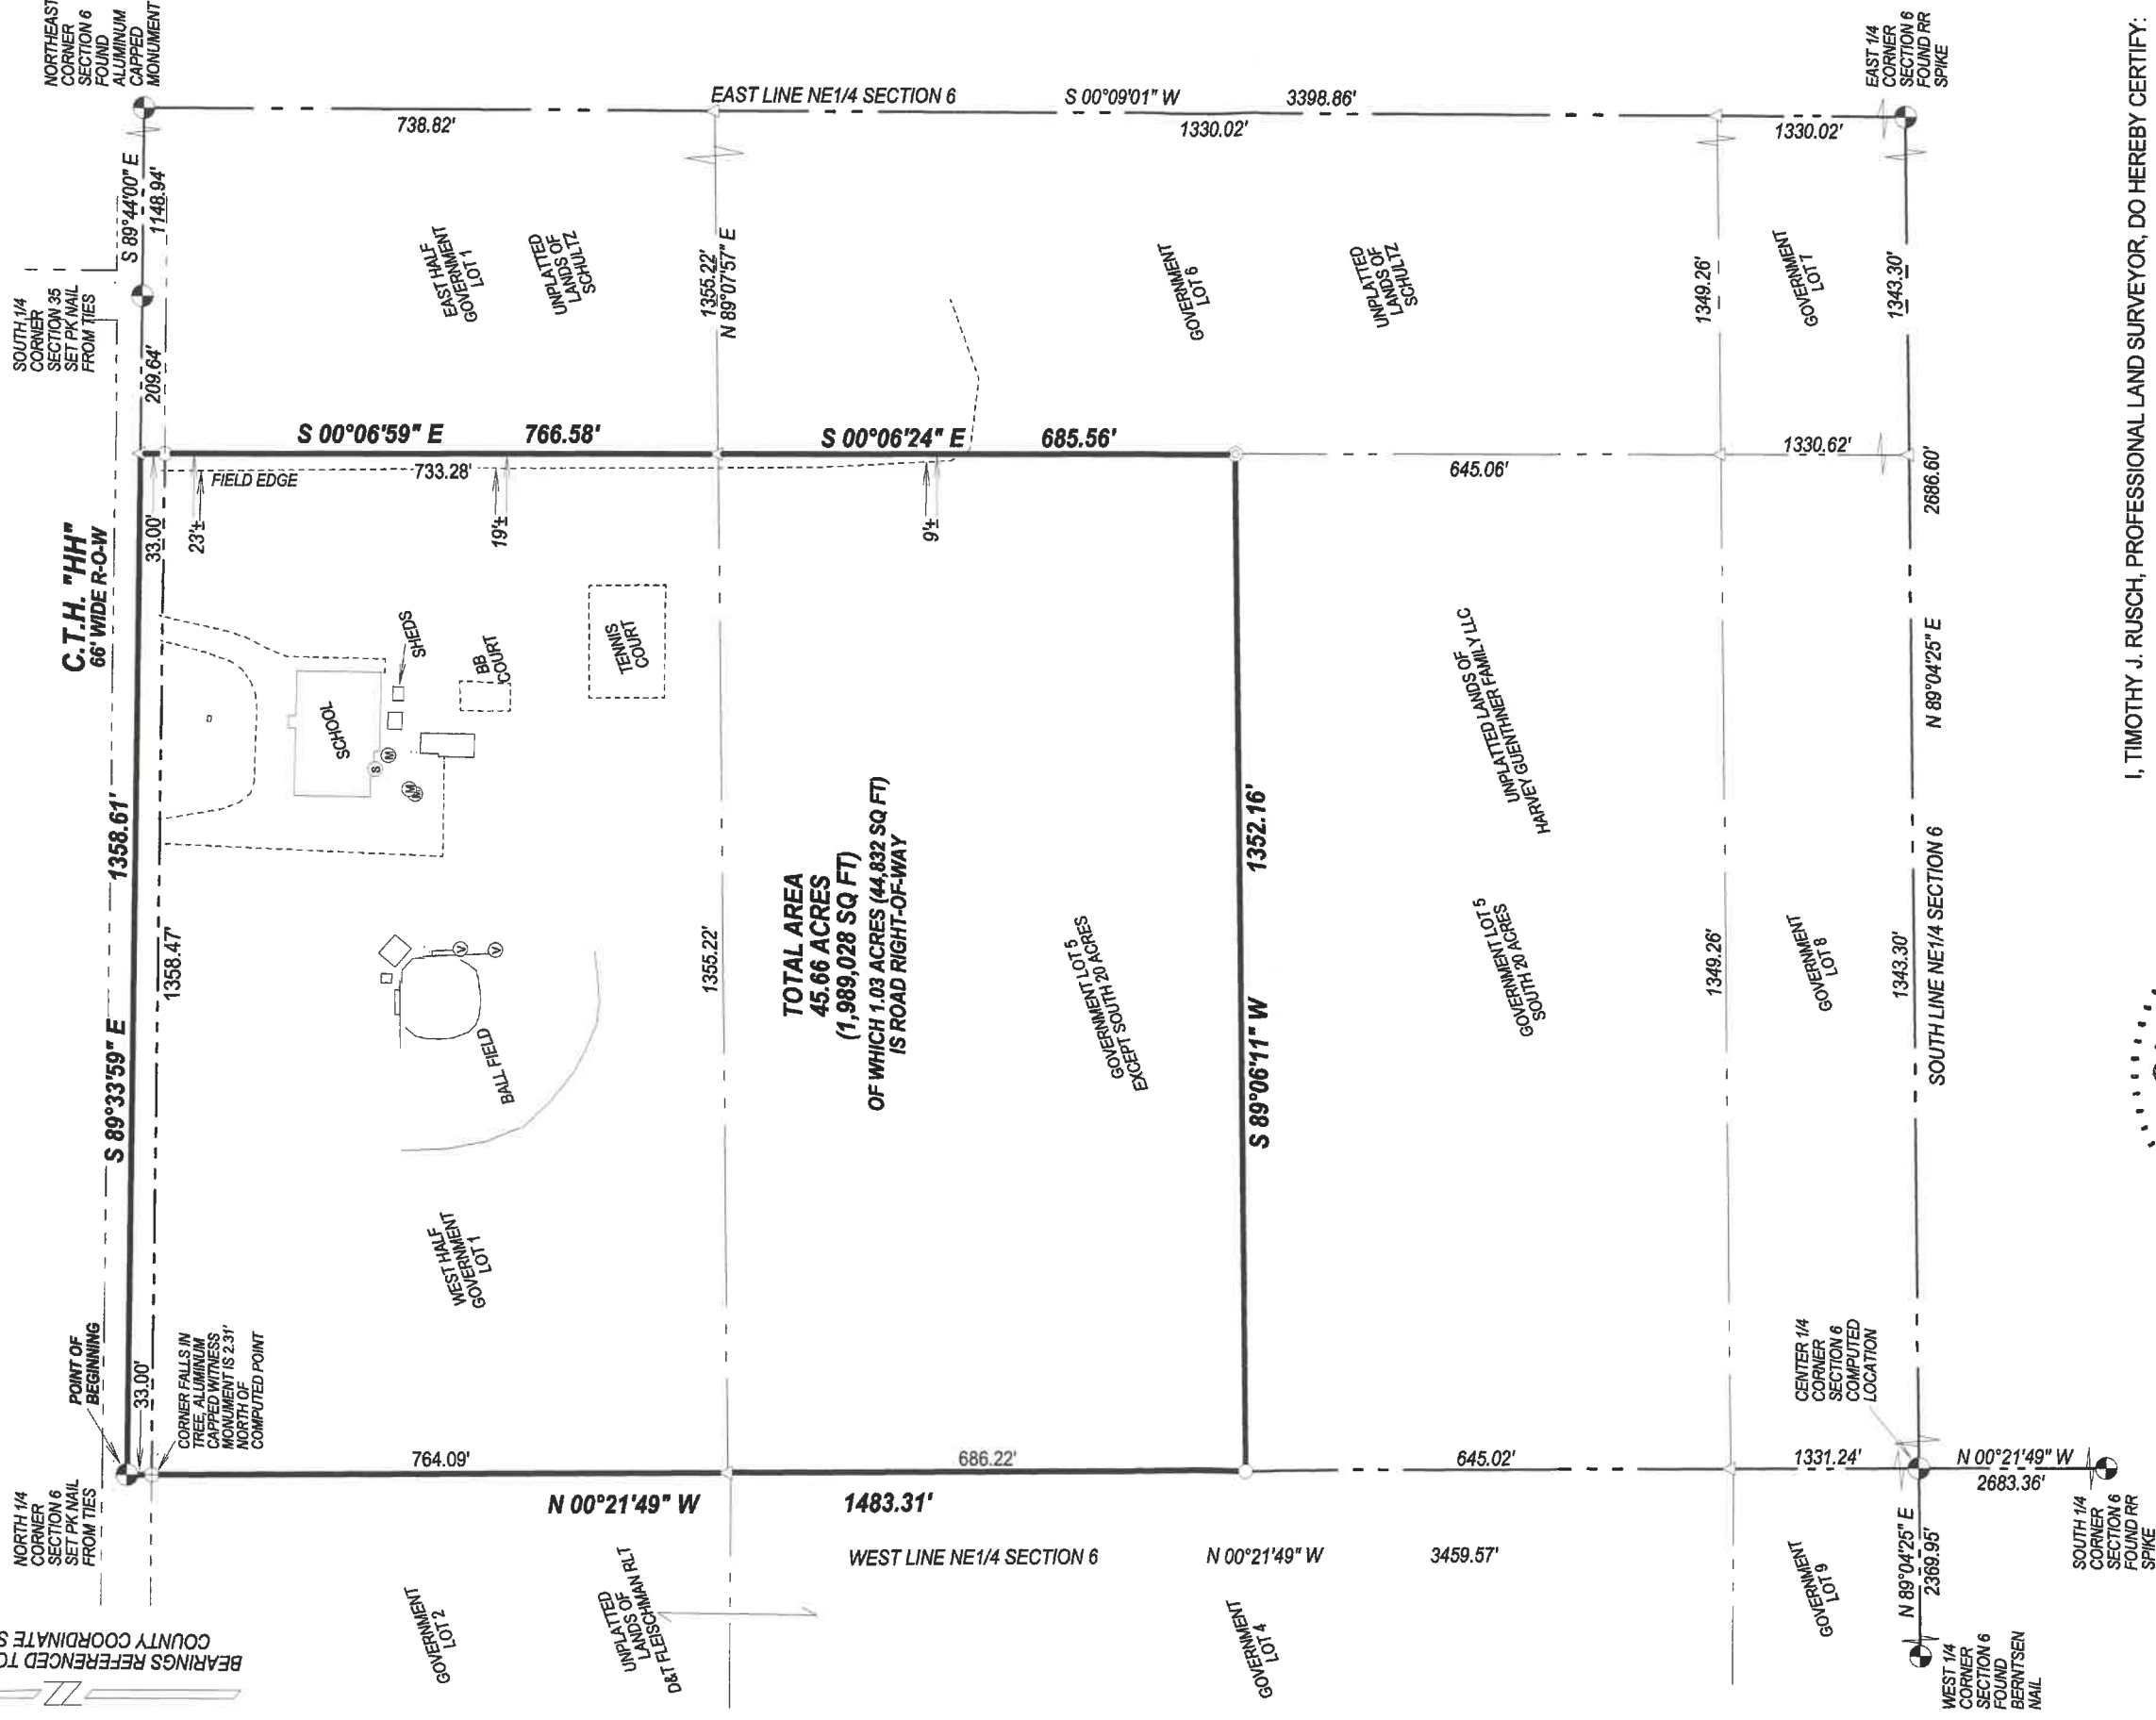 NORTHEAST
CORNER
SECTION 6
FOUND
ALUMINUM
CAPPED
MONUMENT
SOUTH 1/4
CORNER
SECTION 35
SET PK NAIL
FROM TIES
S 89°44'00" E
1148.94'
209.64'
C.T.H. "HH"
66' WIDE R-O-W
S 89°33'59" E
1358.61'
1358.47'
33.00'
POINT OF
BEGINNING
33.00'
CORNER FALLS IN
TREE, ALUMINUM
CAPPED WITNESS
MONUMENT IS 2.31'
NORTH OF
COMPUTED POINT
NORTH 1/4
CORNER
SECTION 6
SET PK NAIL
FROM TIES
BEARINGS REFERENCED TO
COUNTY COORDINATE S
EAST LINE NE1/4 SECTION 6
S 00°09'01" W
3398.86'
738.82'
1330.02'
1330.02'
EAST 1/4
CORNER
SECTION 6
FOUND RR
SPIKE
EAST HALF
GOVERNMENT
LOT 1
UNPLATTED
LANDS OF
SCHULTZ
1355.22'
N 89°07'57" E
GOVERNMENT
LOT 6
UNPLATTED
LANDS OF
SCHULTZ
1349.26'
GOVERNMENT
LOT 7
1343.30'
S 00°06'59" E
766.58'
S 00°06'24" E
685.56'
FIELD EDGE
733.28'
23'±
19'±
9'±
645.06'
1330.62'
2686.60'
SHEDS
SCHOOL
BB
COURT
TENNIS
COURT
S
M
M
M
V
V
BALL FIELD
WEST HALF
GOVERNMENT
LOT 1
1355.22'
TOTAL AREA
45.66 ACRES
(1,989,028 SQ FT)
OF WHICH 1.03 ACRES (44,832 SQ FT)
IS ROAD RIGHT-OF-WAY
GOVERNMENT LOT 5
EXCEPT SOUTH 20 ACRES
S 89°06'11" W
1352.16'
UNPLATTED LANDS OF
HARVEY GUENTHNER FAMILY LLC
GOVERNMENT LOT 5
SOUTH 20 ACRES
1349.26'
GOVERNMENT
LOT 8
1343.30'
N 89°04'25" E
SOUTH LINE NE1/4 SECTION 6
764.09'
686.22'
645.02'
1331.24'
N 00°21'49" W
1483.31'
WEST LINE NE1/4 SECTION 6
N 00°21'49" W
3459.57'
CENTER 1/4
CORNER
SECTION 6
COMPUTED
LOCATION
N 00°21'49" W
2683.36'
SOUTH 1/4
CORNER
SECTION 6
FOUND RR
SPIKE
GOVERNMENT
LOT 2
UNPLATTED
LANDS OF
D&T FLEISCHMAN RLT
GOVERNMENT
LOT 4
GOVERNMENT
LOT 9
N 89°04'25" E
2369.95'
WEST 1/4
CORNER
SECTION 6
FOUND
BERNTSEN
NAIL
I, TIMOTHY J. RUSCH, PROFESSIONAL LAND SURVEYOR, DO HEREBY CERTIFY: